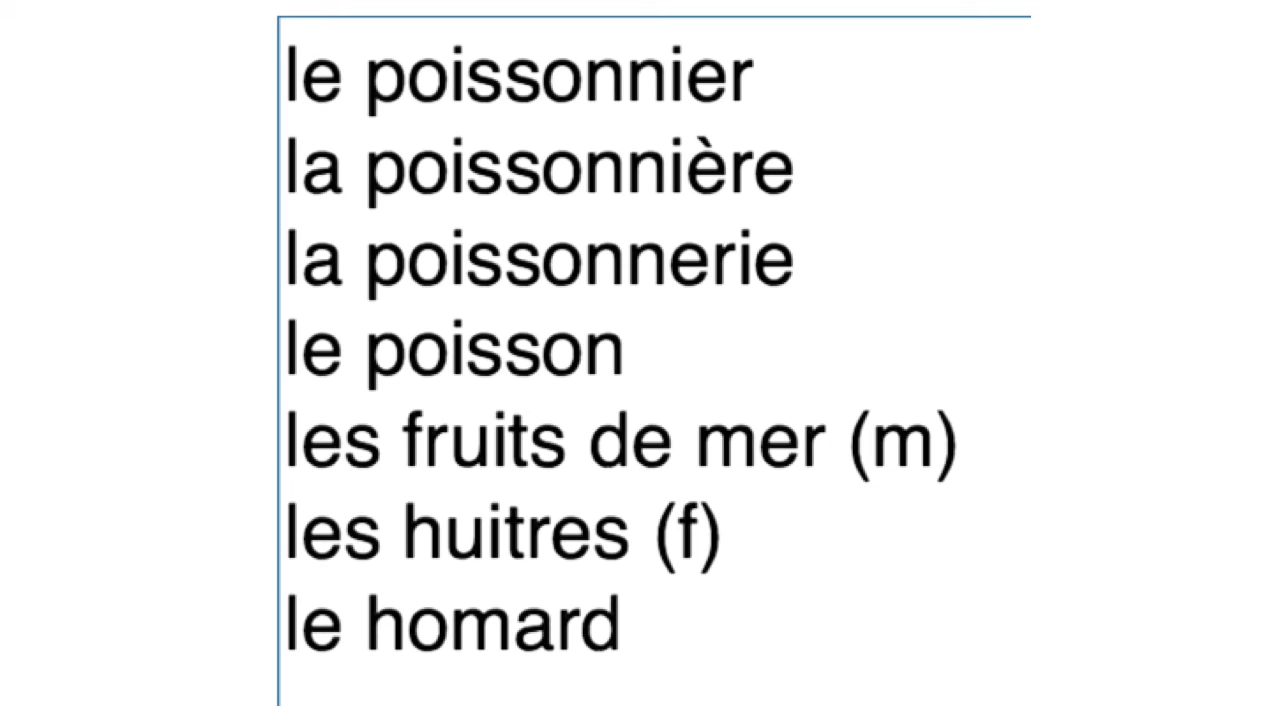 le poissonnier
la poissonnière
la poissonnerie
le poisson
les fruits de mer (m)
les huitres (f)
le homard